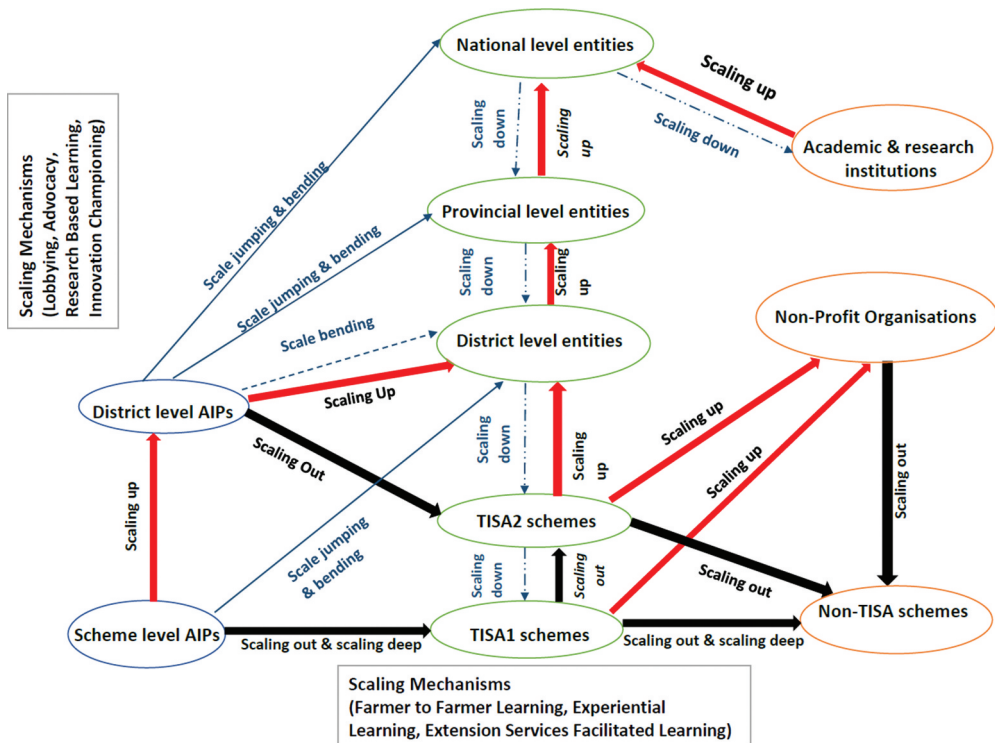 National level entities
Scaling up
Scaling down
Academic & research
institutions
Scaling
down
Scaling
up
Scaling Mechanisms
(Lobbying, Advocacy,
Research Based Learning,
Innovation Championing)
Scale jumping & bending
Provincial level entities
Scale jumping & bending
Scaling
down
Scaling
up
Non-Profit Organisations
Scale bending
District level entities
Scaling Up
District level AIPs
Scaling Out
Scaling
down
Scaling
up
Scaling up
Scaling up
Scaling out
Scaling up
Scale jumping
& bending
TISA2 schemes
Scaling out
Scaling
down
Scaling
out
Scheme level AIPs
Scaling out & scaling deep
TISA1 schemes
Scaling out & scaling deep
Non-TISA schemes
Scaling Mechanisms
(Farmer to Farmer Learning, Experiential
Learning, Extension Services Facilitated Learning)